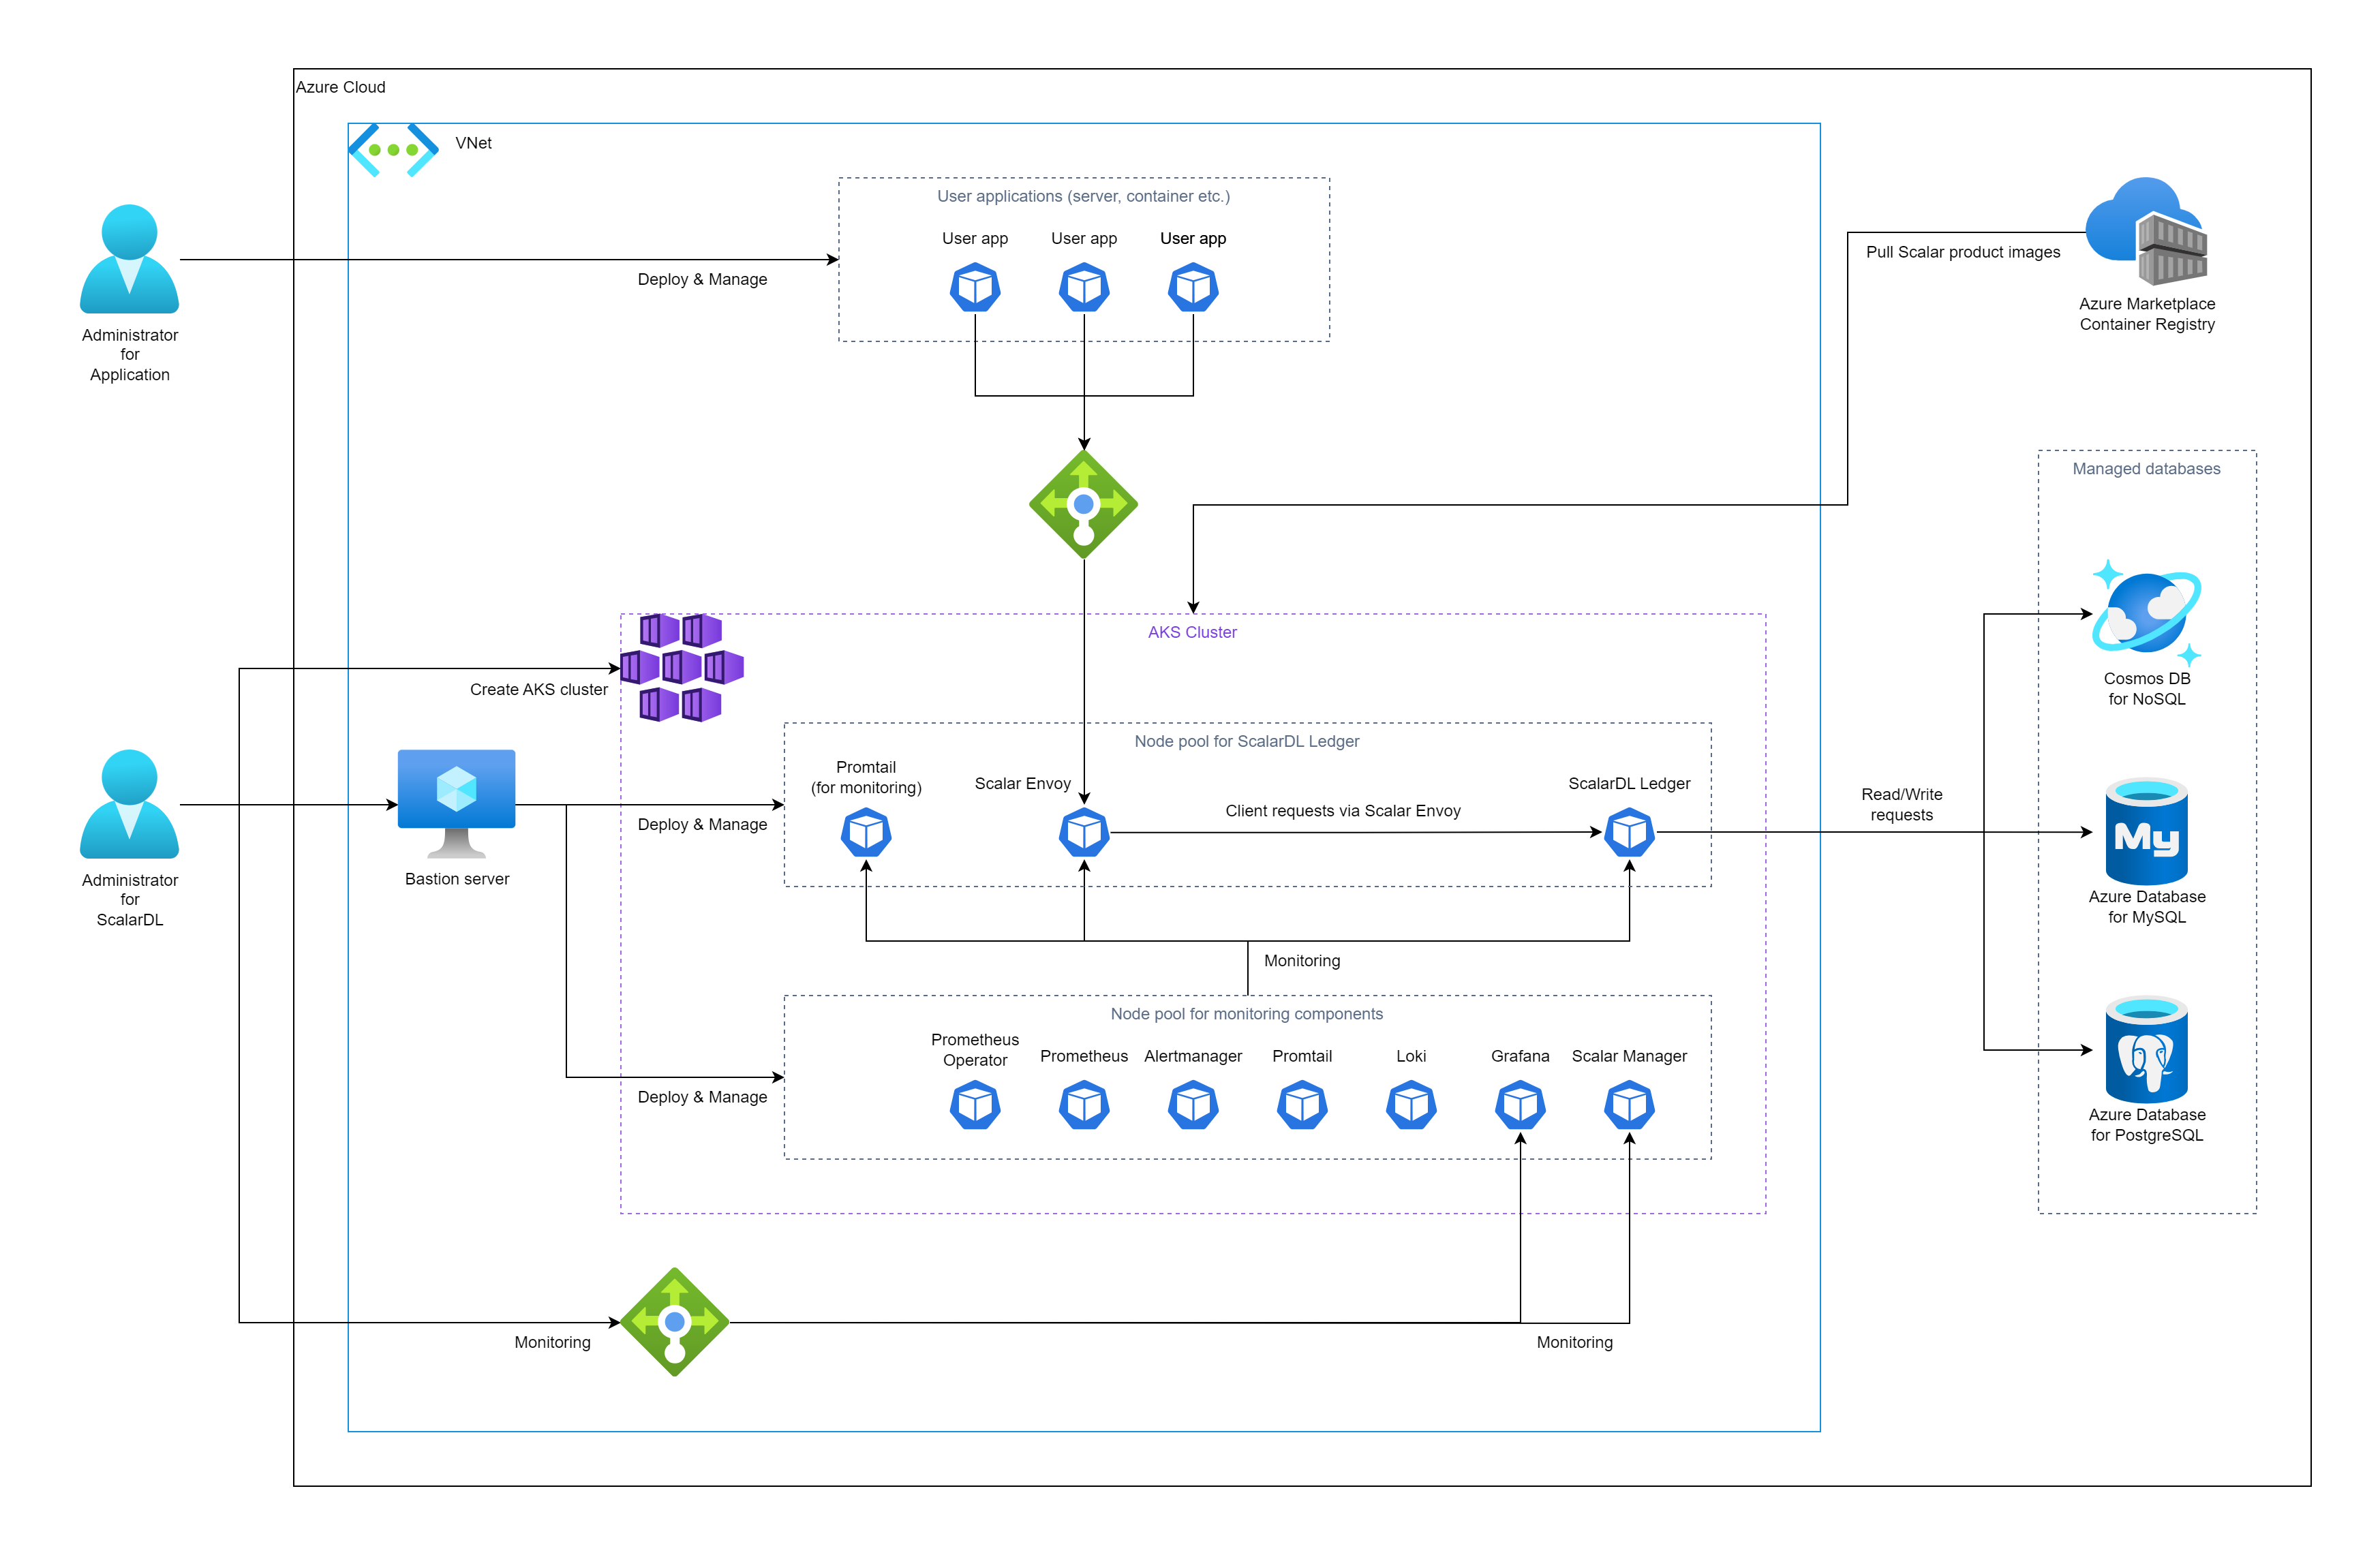 Azure Cloud
VNet
User applications (server, container etc.)
User app
User app
User app
Deploy & Manage
Administrator
for
Application
Pull Scalar product images
Azure Marketplace
Container Registry
Managed databases
AKS Cluster
Create AKS cluster
Cosmos DB
for NoSQL
Node pool for ScalarDL Ledger
Promtail
(for monitoring)
Scalar Envoy
ScalarDL Ledger
Client requests via Scalar Envoy
Deploy & Manage
Read/Write
requests
My
Administrator
for
ScalarDL
Bastion server
Azure Database
for MySQL
Monitoring
Node pool for monitoring components
Prometheus
Operator
Prometheus
Alertmanager
Promtail
Loki
Grafana
Scalar Manager
Deploy & Manage
Azure Database
for PostgreSQL
Monitoring
Monitoring